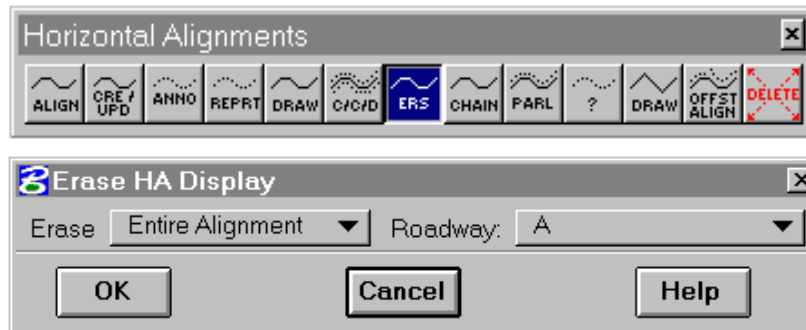 Horizontal Alignments
ALIGN CRE/ UPD ANNO REPRT DRAW C/C/D ERS CHAIN PARL ? DRAW OFFST ALIGN DELETE
Erase HA Display
Erase Entire Alignment Roadway: A
OK Cancel Help